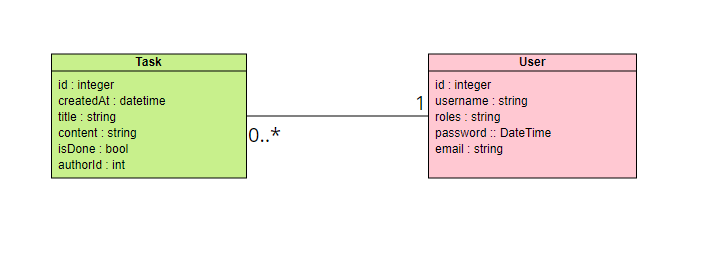 Task
id : integer
createdAt : datetime
title : string
content : string
isDone : bool
authorId : int
0..*
1
User
id : integer
username : string
roles : string
password :: DateTime
email : string